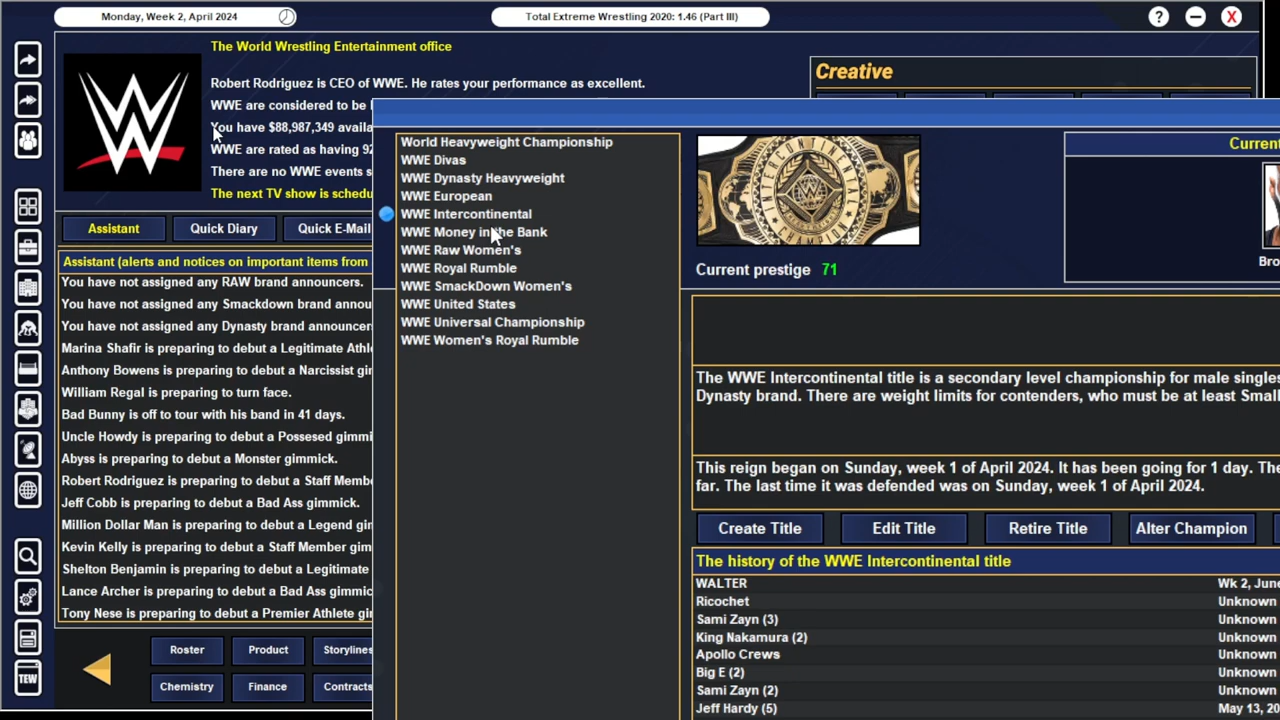 Monday, Week 2, April 2024
Total Extreme Wrestling 2020: 1.46 (Part III)
? X
The World Wrestling Entertainment office
Robert Rodriguez is CEO of WWE. He rates your performance as excellent.
WWE are considered to be
You have $88,987,349 availa
WWE are rated as having 92
There are no WWE events s
The next TV show is schedu
Creative
Assistant
Quick Diary
Quick E-Mail
Assistant (alerts and notices on important items from
You have not assigned any RAW brand announcers.
You have not assigned any Smackdown brand annou
You have not assigned any Dynasty brand announcers
Marina Shafir is preparing to debut a Legitimate Athl
Anthony Bowens is preparing to debut a Narcissist gi
William Regal is preparing to turn face.
Bad Bunny is off to tour with his band in 41 days.
Uncle Howdy is preparing to debut a Possesed gimmi
Abyss is preparing to debut a Monster gimmick.
Robert Rodriguez is preparing to debut a Staff Membe
Jeff Cobb is preparing to debut a Bad Ass gimmick.
Million Dollar Man is preparing to debut a Legend gi
Kevin Kelly is preparing to debut a Staff Member gim
Shelton Benjamin is preparing to debut a Legitimate
Lance Archer is preparing to debut a Bad Ass gimmic
Tony Nese is preparing to debut a Premier Athlete gi
Roster
Product
Storylines
Chemistry
Finance
Contracts
TEW
World Heavyweight Championship
WWE Divas
WWE Dynasty Heavyweight
WWE European
WWE Intercontinental
WWE Money in the Bank
WWE Raw Women's
WWE Royal Rumble
WWE SmackDown Women's
WWE United States
WWE Universal Championship
WWE Women's Royal Rumble
INTERCONTINENTAL
CHAMPION
Current prestige 71
Current
Bro
The WWE Intercontinental title is a secondary level championship for male singles
Dynasty brand. There are weight limits for contenders, who must be at least Smal
This reign began on Sunday, week 1 of April 2024. It has been going for 1 day. The
far. The last time it was defended was on Sunday, week 1 of April 2024.
Create Title
Edit Title
Retire Title
Alter Champion
The history of the WWE Intercontinental title
WALTER Wk 2, June
Ricochet Unknown
Sami Zayn (3) Unknown
King Nakamura (2) Unknown
Apollo Crews Unknown
Big E (2) Unknown
Sami Zayn (2) Unknown
Jeff Hardy (5) May 13, 20